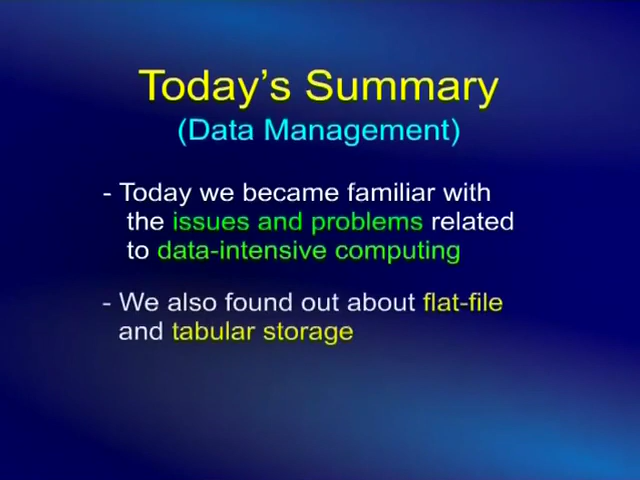 Today's Summary
(Data Management)
- Today we became familiar with
the issues and problems related
to data-intensive computing
- We also found out about flat-file
and tabular storage